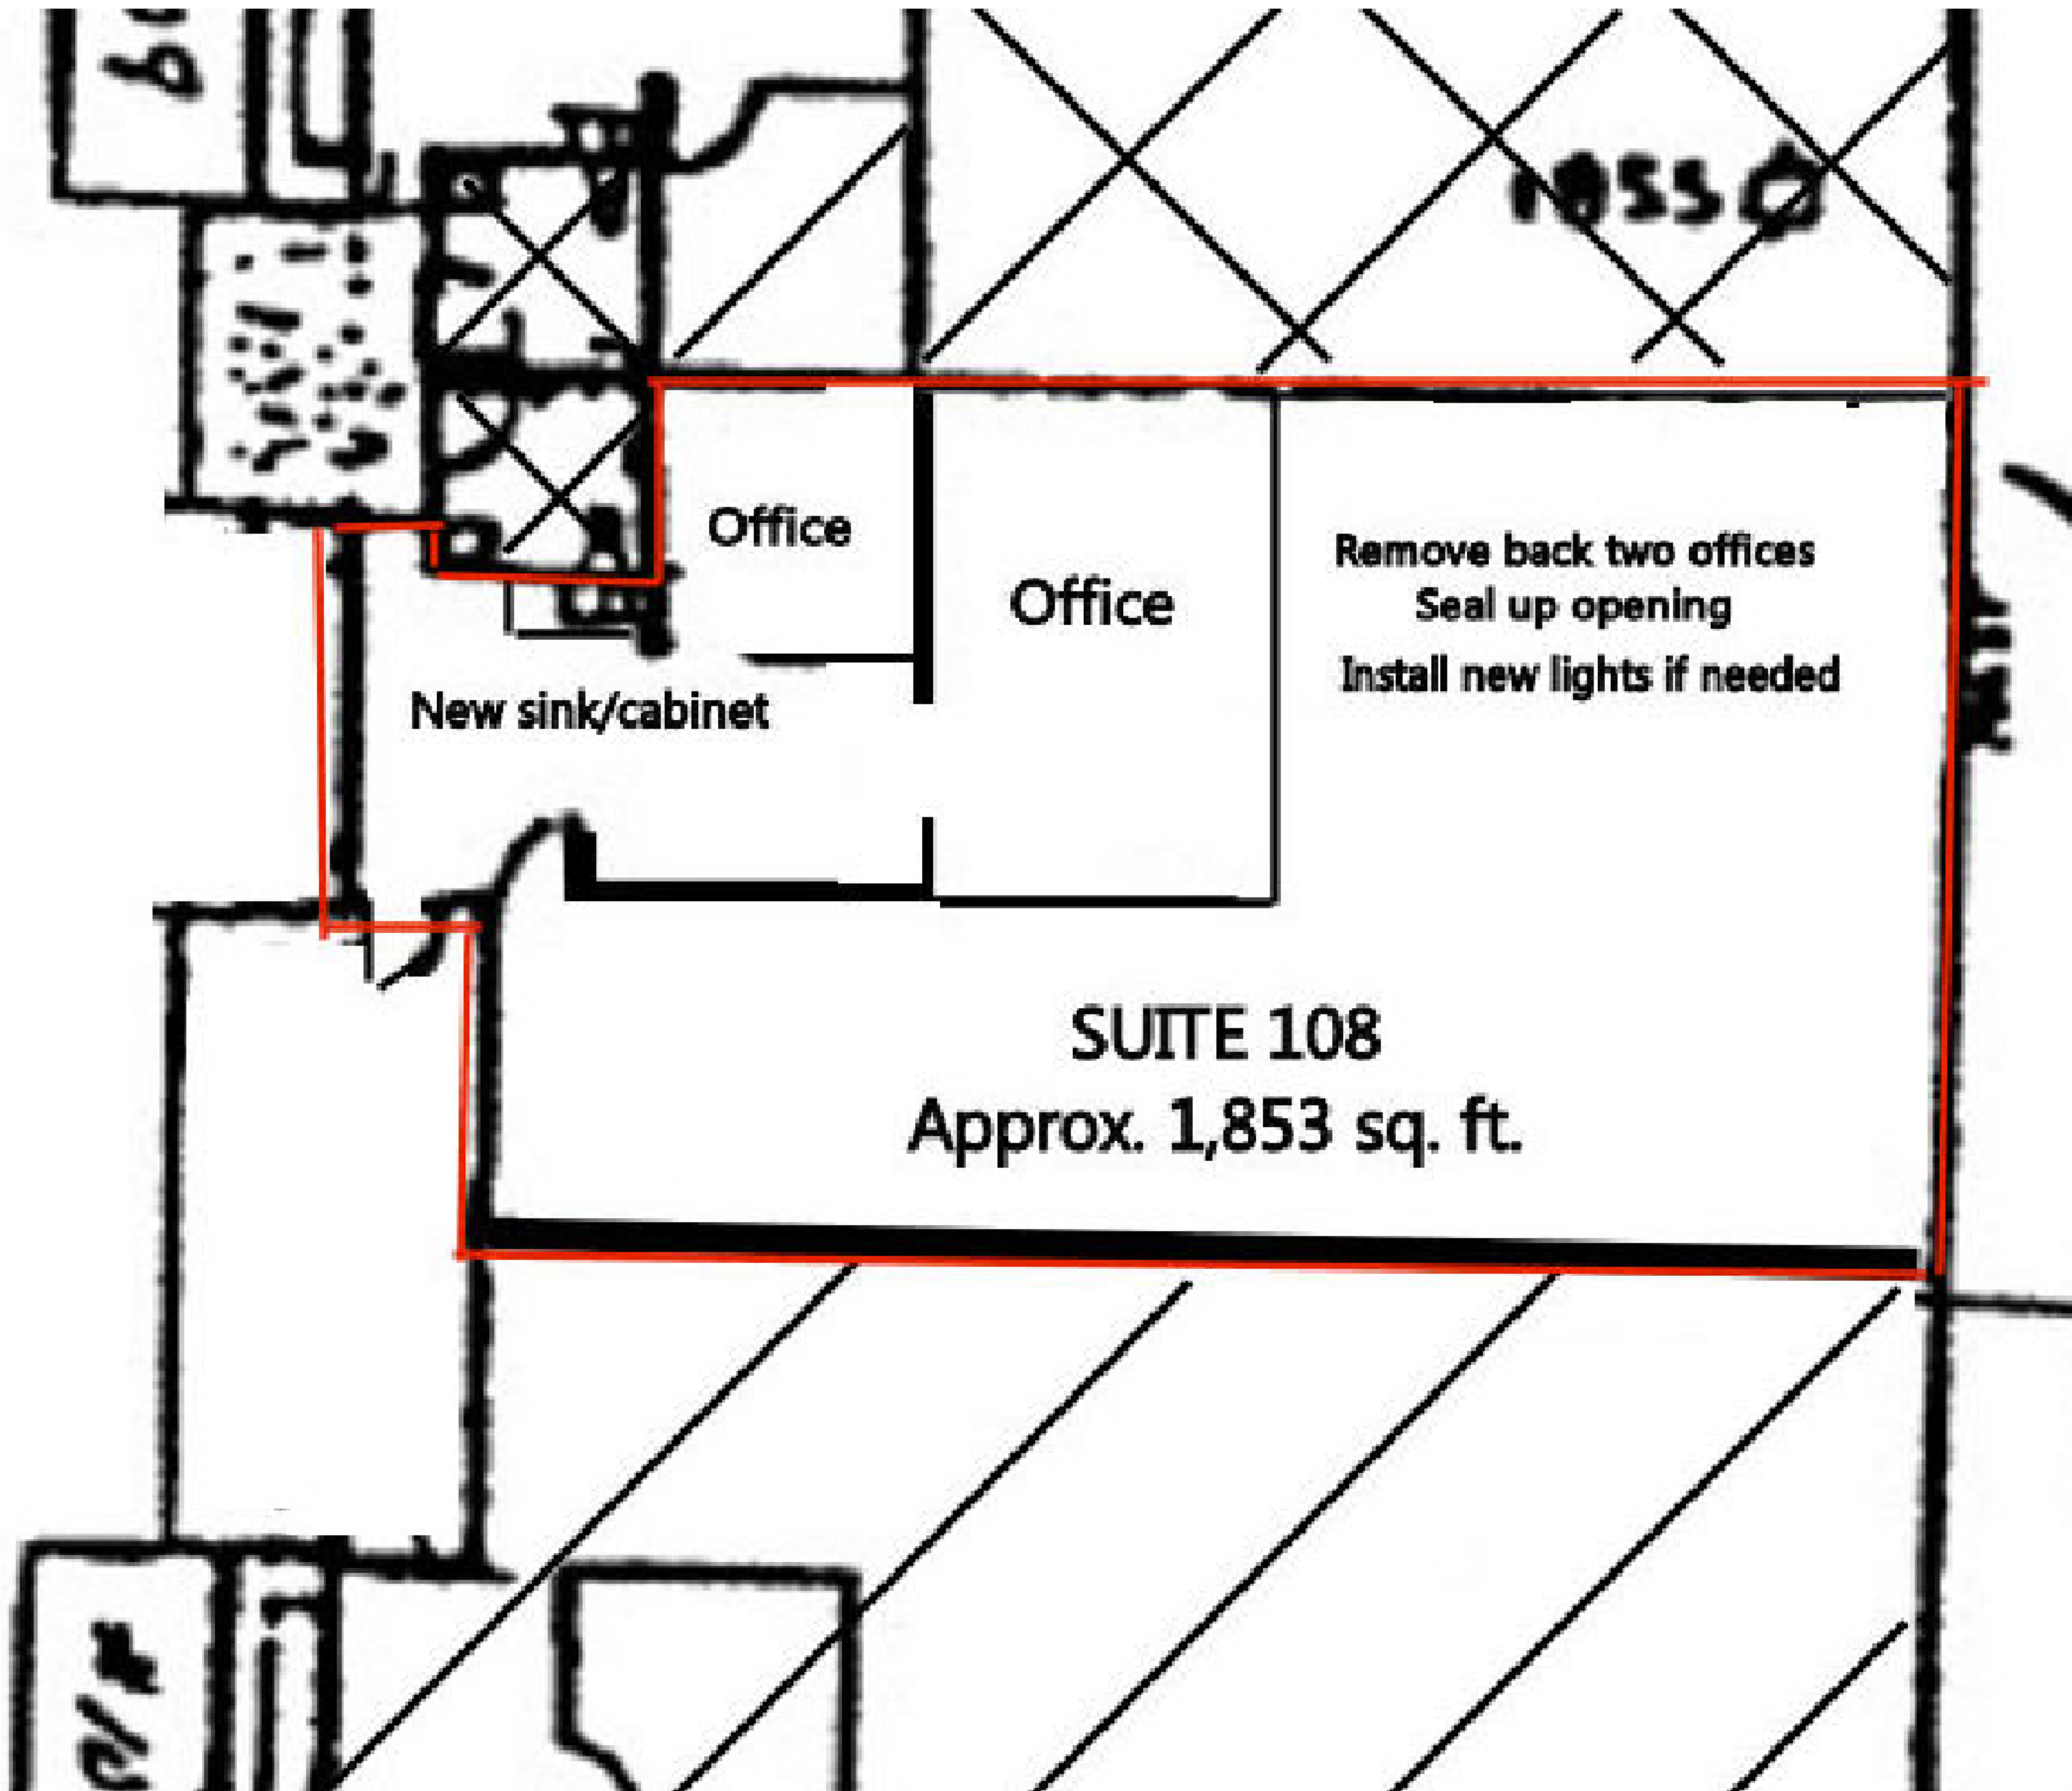 Office
Office
Remove back two offices
Seal up opening
Install new lights if needed
New sink/cabinet
SUITE 108
Approx. 1,853 sq. ft.